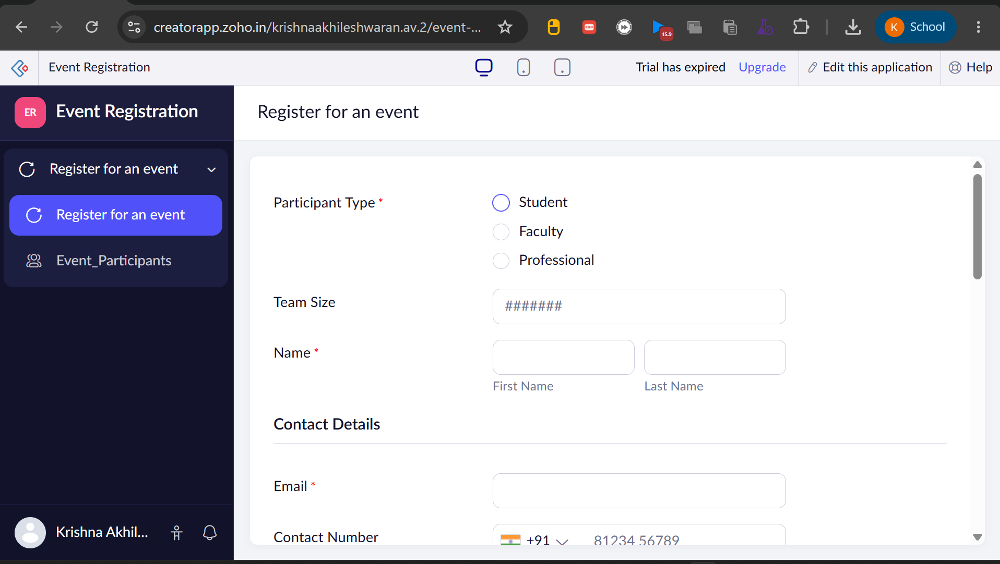 creatorapp.zoho.in/krishnaakhileshwaran.av.2/event-...
15.9
K School
Event Registration
Trial has expired Upgrade
Edit this application
Help
ER Event Registration
Register for an event
Register for an event
Event_Participants
Krishna Akhil...
Register for an event
Participant Type *
Student
Faculty
Professional
Team Size
#######
Name *
First Name
Last Name
Contact Details
Email *
Contact Number
+91 81234 56789